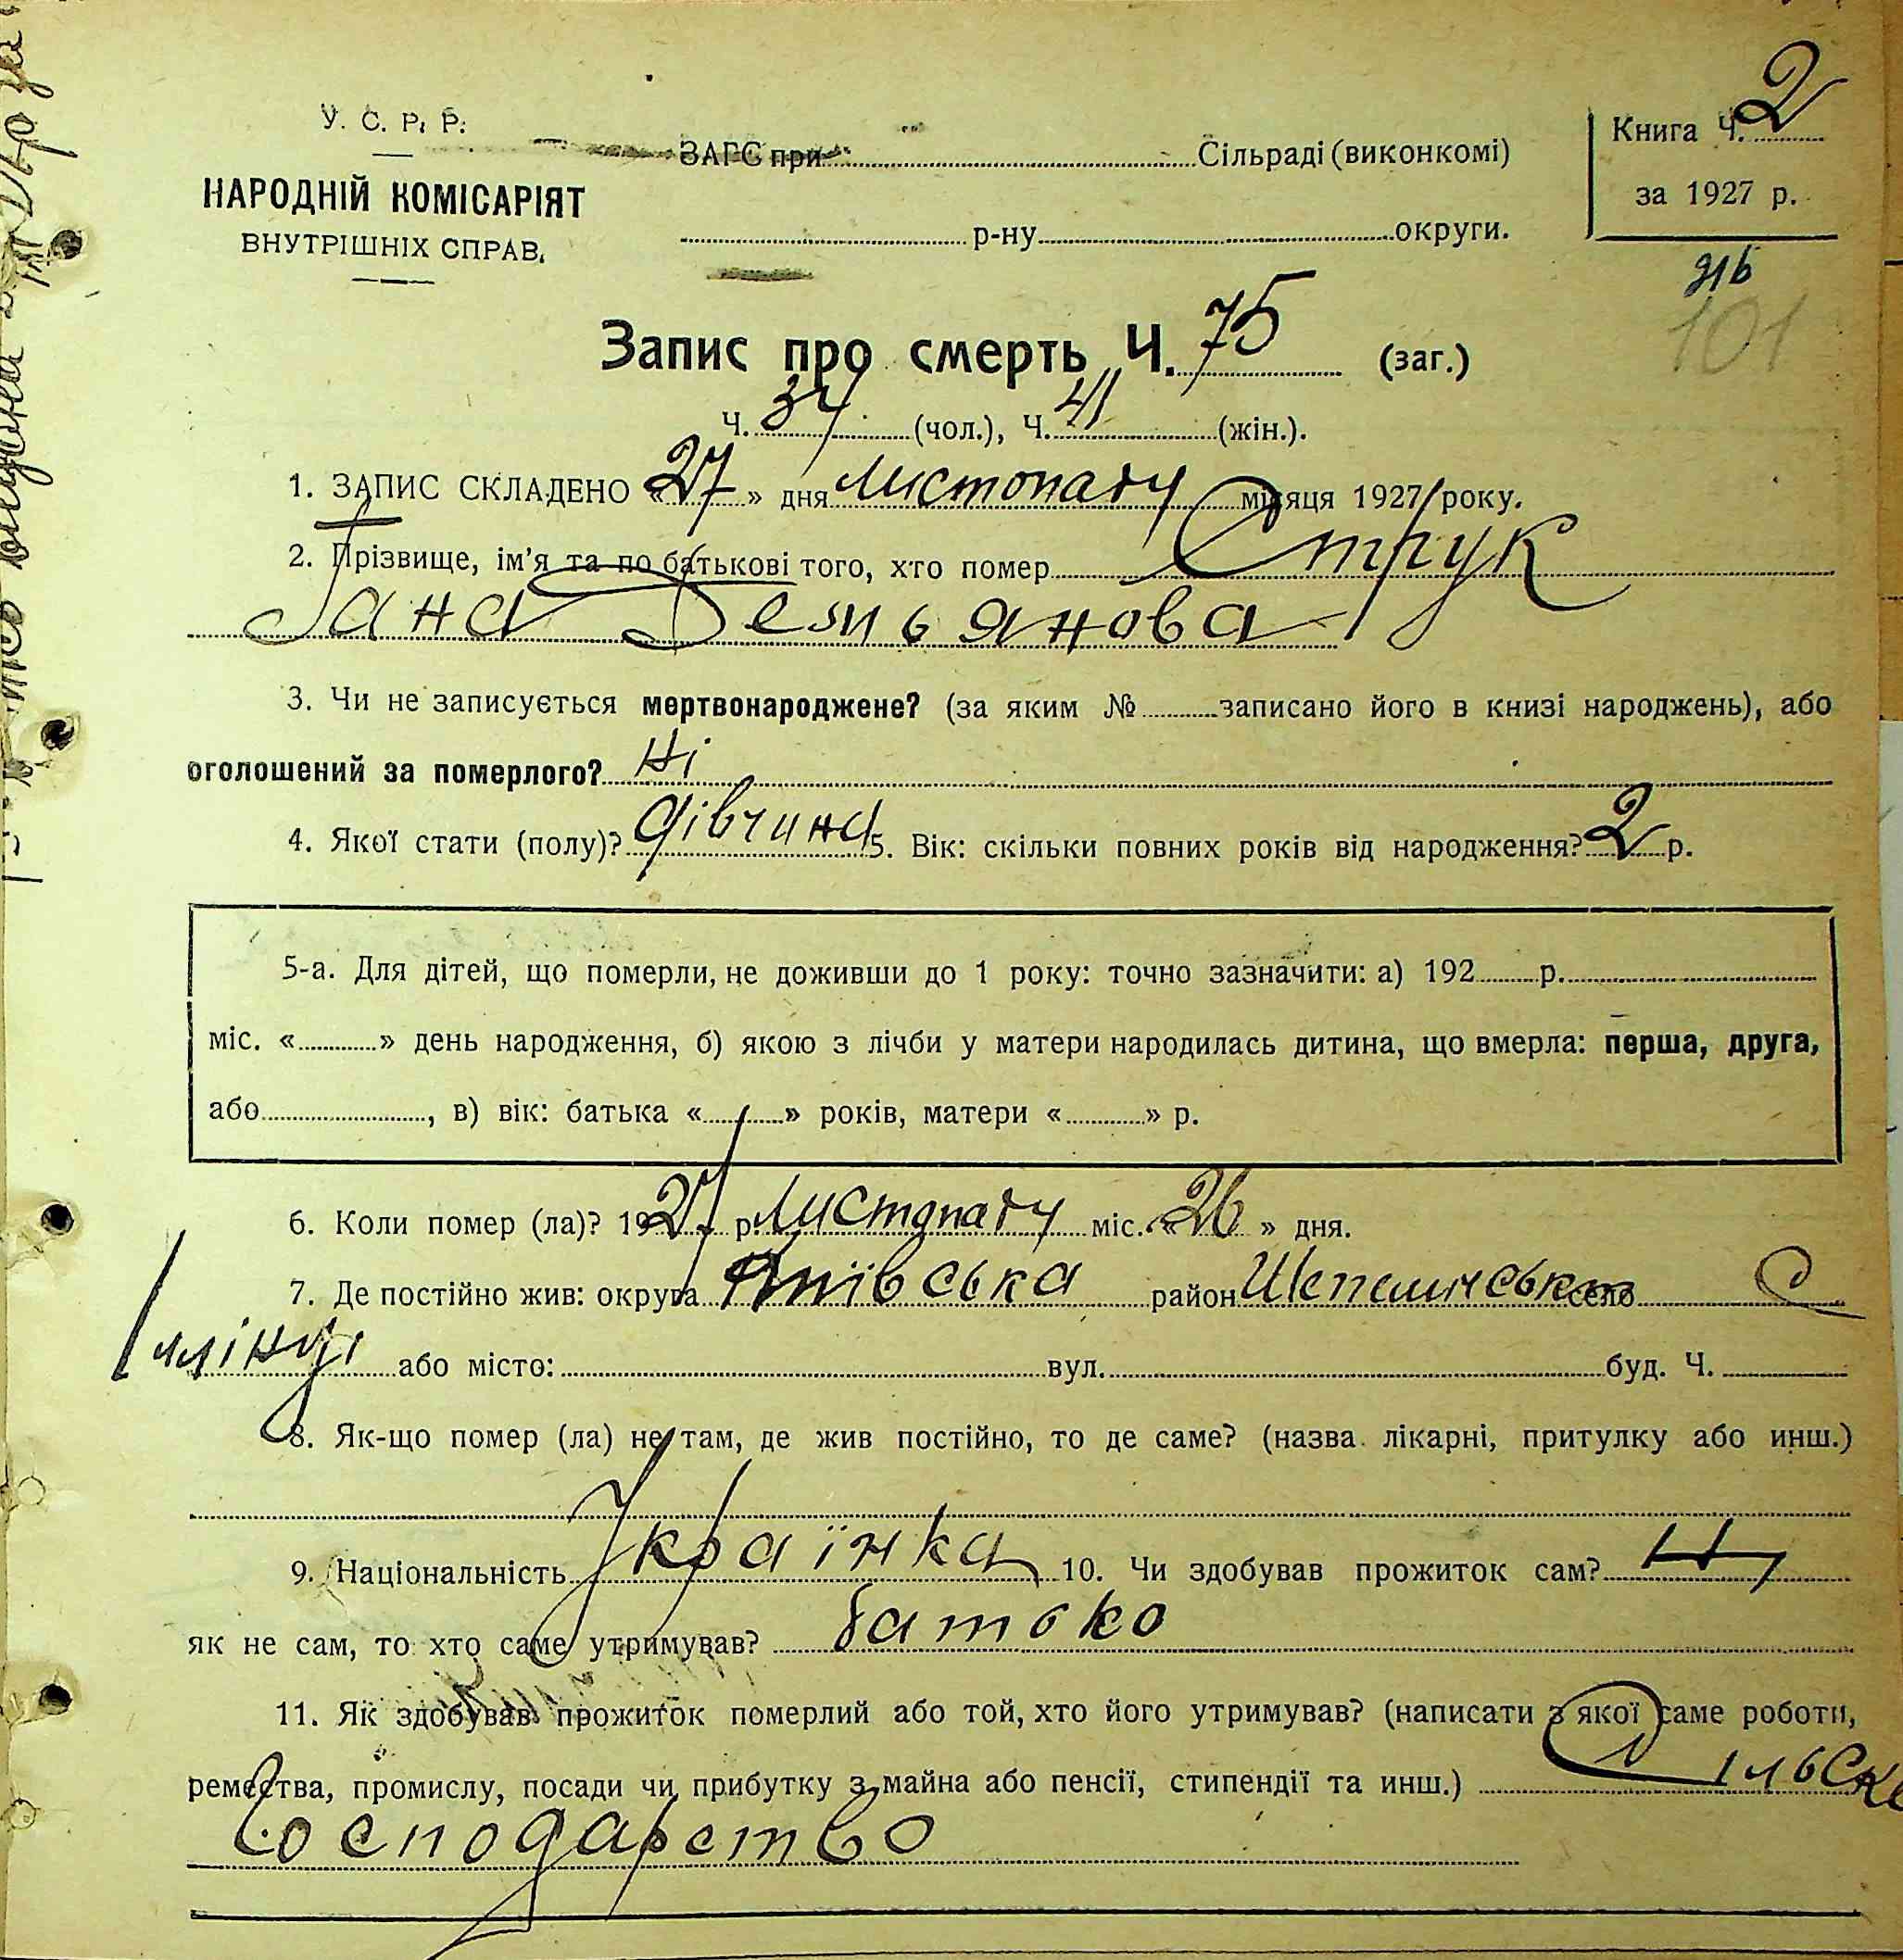 У. С. Р. Р.
НАРОДНІЙ КОМІСАРІЯТ
ВНУТРІШНІХ СПРАВ.
ЗАГС при Сільраді (виконкомі)
р-ну округи.
Книга Ч. 2
за 1927 р.
101
Запис про смерть Ч. 75 (заг.)
Ч. 34 (чол.), Ч. 41 (жін.).
1. ЗАПИС СКЛАДЕНО « 27 » дня листопаду місяця 1927 року.
2. Прізвище, ім'я та по батькові того, хто помер Струк
Гана Демьянова
3. Чи не записується мертвонароджене? (за яким № записано його в книзі народжень), або
оголошений за померлого? Ні
4. Якої стати (полу)? дівчина 5. Вік: скільки повних років від народження? 2 р.
5-а. Для дітей, що померли, не доживши до 1 року: точно зазначити: а) 192 р.
міс. « » день народження, б) якою з лічби у матери народилась дитина, що вмерла: перша, друга,
або , в) вік: батька « » років, матери « » р.
6. Коли помер (ла)? 1927 р. листопаду міс. « 26 » дня.
7. Де постійно жив: округа Київська район село
або місто: вул. буд. Ч.
8. Як-що помер (ла) не там, де жив постійно, то де саме? (назва лікарні, притулку або инш.)
9. Національність Українка 10. Чи здобував прожиток сам? Ні
як не сам, то хто саме утримував? батько
11. Як здобував прожиток померлий або той, хто його утримував? (написати з якої саме роботи,
ремества, промислу, посади чи прибутку з майна або пенсії, стипендії та инш.) Сільске
Господарство